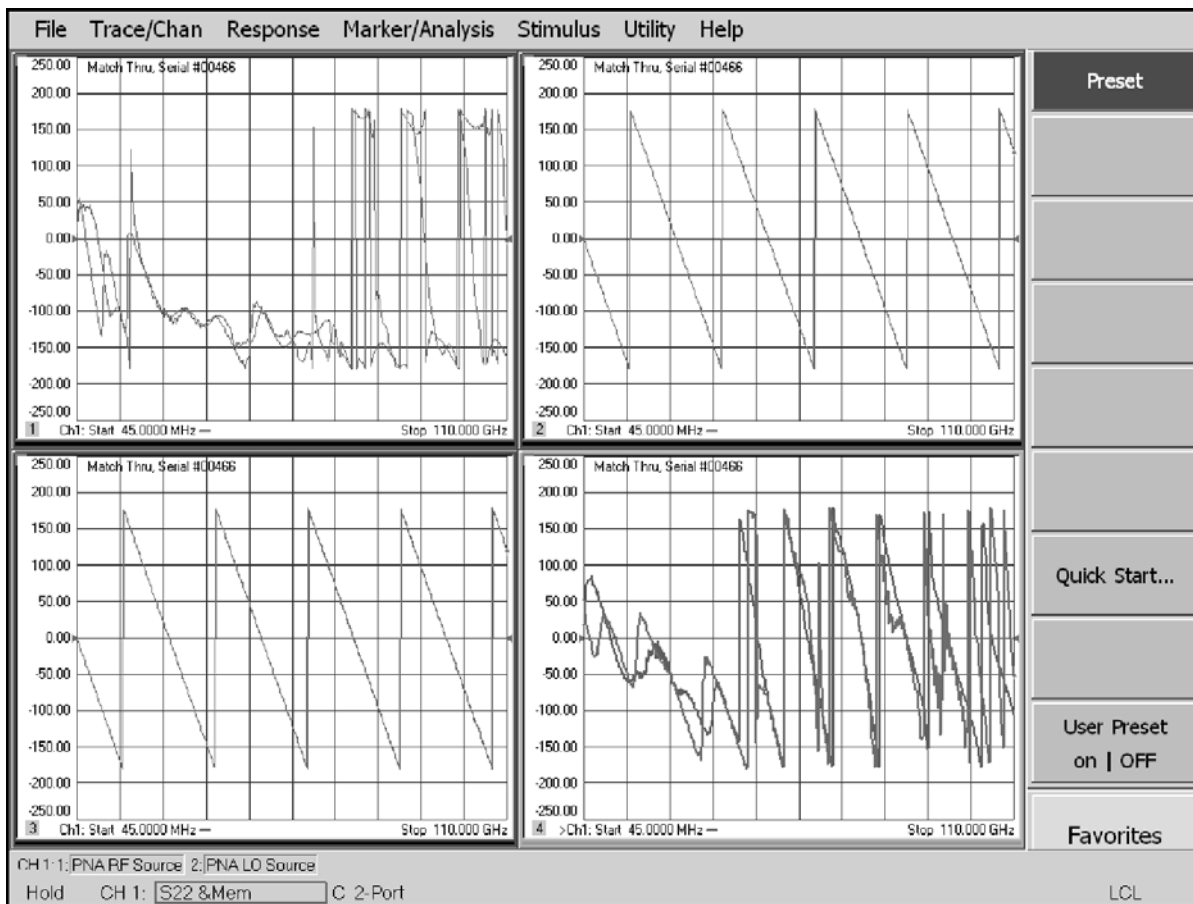 File Trace/Chan Response Marker/Analysis Stimulus Utility Help
Match Thru, Serial #00466
250.00
200.00
150.00
100.00
50.00
0.00
-50.00
-100.00
-150.00
-200.00
-250.00
1 Ch1: Start 45.0000 MHz — Stop 110.000 GHz
Match Thru, Serial #00466
250.00
200.00
150.00
100.00
50.00
0.00
-50.00
-100.00
-150.00
-200.00
-250.00
2 Ch1: Start 45.0000 MHz — Stop 110.000 GHz
Match Thru, Serial #00466
250.00
200.00
150.00
100.00
50.00
0.00
-50.00
-100.00
-150.00
-200.00
-250.00
3 Ch1: Start 45.0000 MHz — Stop 110.000 GHz
Match Thru, Serial #00466
250.00
200.00
150.00
100.00
50.00
0.00
-50.00
-100.00
-150.00
-200.00
-250.00
4 >Ch1: Start 45.0000 MHz — Stop 110.000 GHz
Preset
Quick Start...
User Preset
on | OFF
Favorites
CH 1: 1: PNA RF Source 2: PNA LO Source
Hold CH 1: S22 &Mem C 2-Port LCL